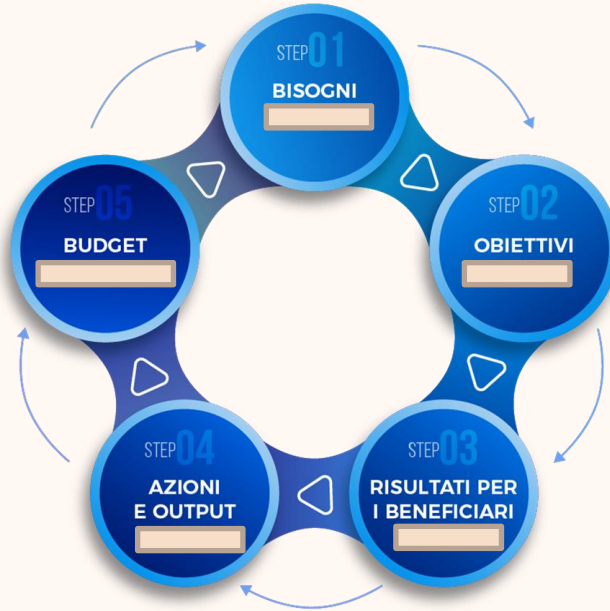 STEP 01
BISOGNI
STEP 02
OBIETTIVI
STEP 03
RISULTATI PER
I BENEFICIARI
STEP 04
AZIONI
E OUTPUT
STEP 05
BUDGET